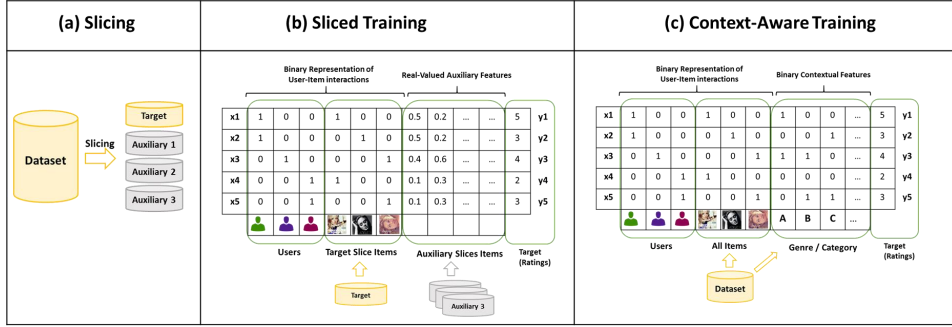 (a) Slicing
(b) Sliced Training
(c) Context-Aware Training
Dataset
Slicing
Target
Auxiliary 1
Auxiliary 2
Auxiliary 3
Binary Representation of
User-Item interactions
Real-Valued Auxiliary Features
x1 1 0 0 1 0 0 0.5 0.2 ... ... 5 y1
x2 1 0 0 0 1 0 0.5 0.2 ... ... 3 y2
x3 0 1 0 0 0 1 0.4 0.6 ... ... 4 y3
x4 0 0 1 1 0 0 0.1 0.3 ... ... 2 y4
x5 0 0 1 0 0 1 0.1 0.3 ... ... 3 y5
Users
Target Slice Items
Auxiliary Slices Items
Target
(Ratings)
Target
Auxiliary 3
Binary Representation of
User-Item interactions
Binary Contextual Features
x1 1 0 0 1 0 0 1 0 0 ... 5 y1
x2 1 0 0 0 1 0 0 0 1 ... 3 y2
x3 0 1 0 0 0 1 1 1 0 ... 4 y3
x4 0 0 1 1 0 0 0 0 0 ... 2 y4
x5 0 0 1 0 0 1 0 1 1 ... 3 y5
A B C ...
Users
All Items
Genre / Category
Target
(Ratings)
Dataset